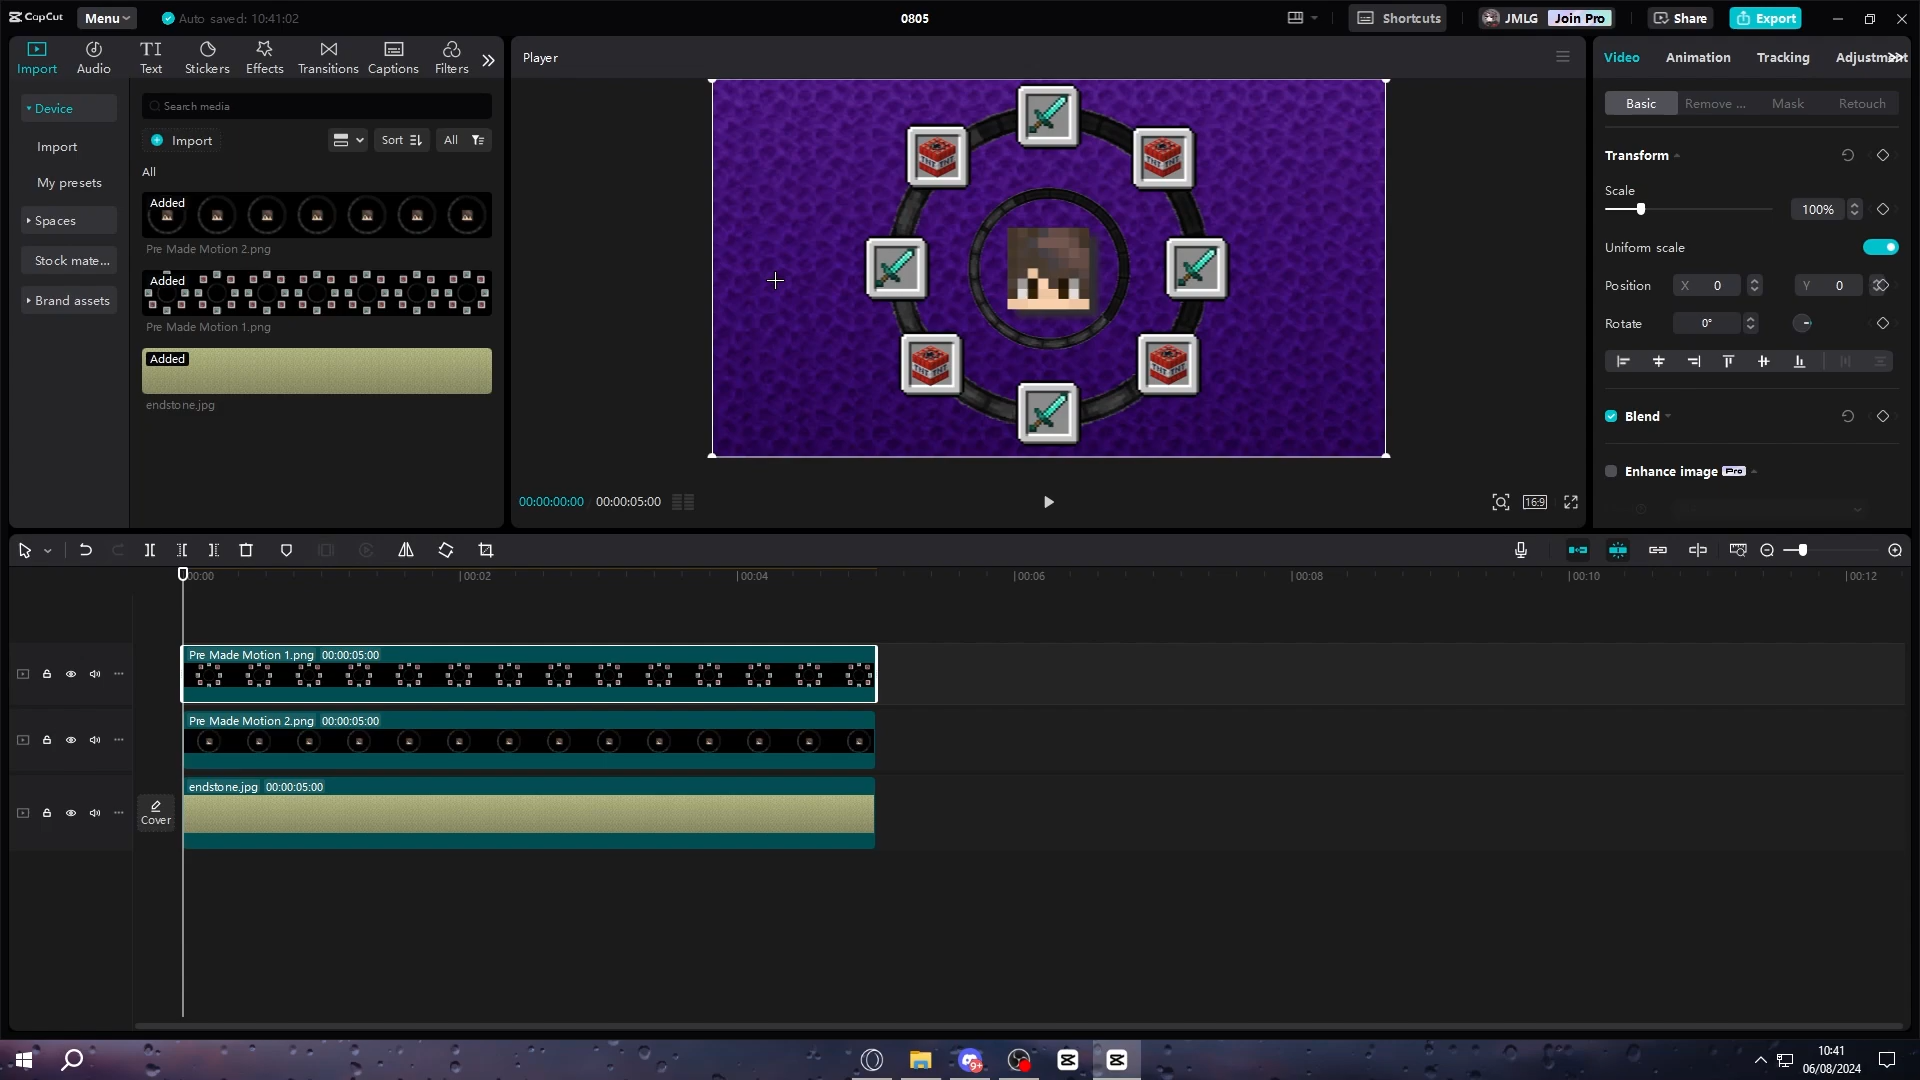 CapCut
Menu
Auto saved: 10:41:02
0805
Shortcuts
JMLG
Join Pro
Share
Export
Import
Audio
Text
Stickers
Effects
Transitions
Captions
Filters
Player
Video
Animation
Tracking
Adjustment
Device
Import
My presets
Spaces
Stock mate...
Brand assets
Search media
Import
Sort
All
All
Added
Pre Made Motion 2.png
Added
Pre Made Motion 1.png
Added
endstone.jpg
00:00:00:00
00:00:05:00
16:9
Basic
Remove ...
Mask
Retouch
Transform
Scale
100%
Uniform scale
Position
X 0
Y 0
Rotate
0°
Blend
Enhance image
Pro
00:00
00:02
00:04
00:06
00:08
00:10
00:12
Pre Made Motion 1.png 00:00:05:00
Pre Made Motion 2.png 00:00:05:00
endstone.jpg 00:00:05:00
Cover
9+
10:41
06/08/2024